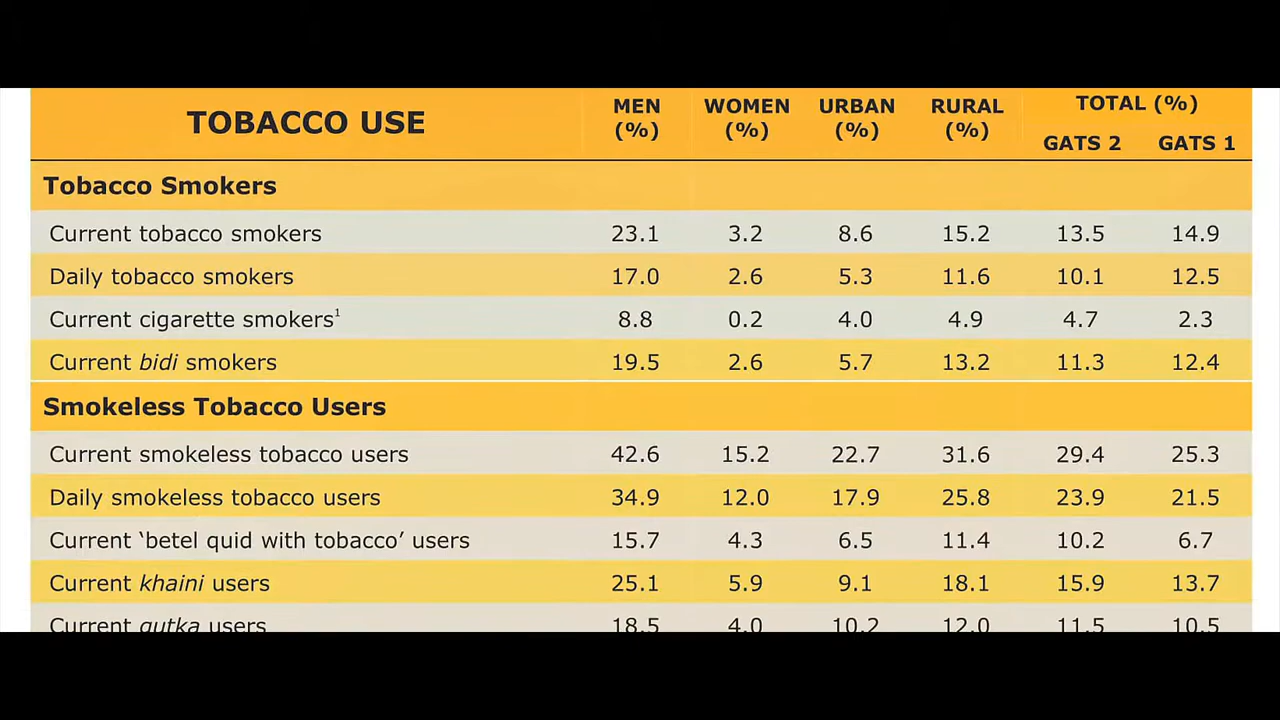 TOBACCO USE MEN (%) WOMEN (%) URBAN (%) RURAL (%) TOTAL (%)
GATS 2 GATS 1
Tobacco Smokers
Current tobacco smokers 23.1 3.2 8.6 15.2 13.5 14.9
Daily tobacco smokers 17.0 2.6 5.3 11.6 10.1 12.5
Current cigarette smokers¹ 8.8 0.2 4.0 4.9 4.7 2.3
Current bidi smokers 19.5 2.6 5.7 13.2 11.3 12.4
Smokeless Tobacco Users
Current smokeless tobacco users 42.6 15.2 22.7 31.6 29.4 25.3
Daily smokeless tobacco users 34.9 12.0 17.9 25.8 23.9 21.5
Current ‘betel quid with tobacco’ users 15.7 4.3 6.5 11.4 10.2 6.7
Current khaini users 25.1 5.9 9.1 18.1 15.9 13.7
Current gutka users 18.5 4.0 10.2 12.0 11.5 10.5